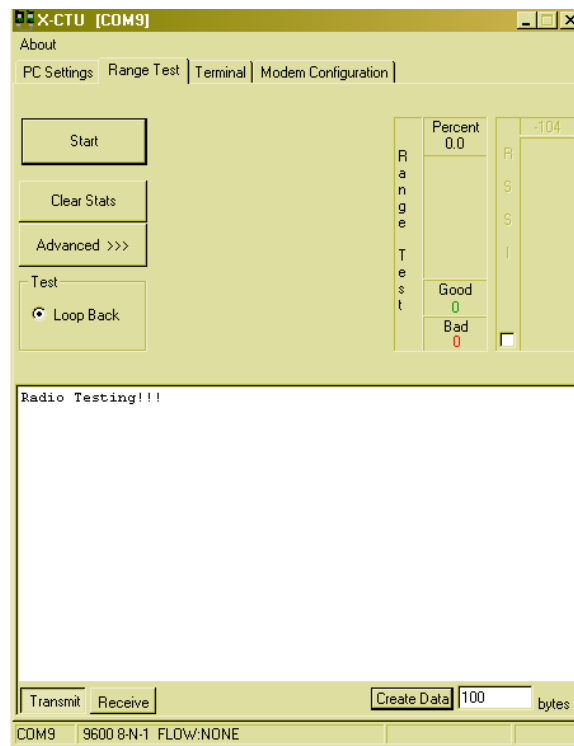 X-CTU [COM9]
About
PC Settings Range Test Terminal Modem Configuration
Start
Clear Stats
Advanced >>>
Test
Loop Back
Range Test
Percent
0.0
Good
0
Bad
0
RSSI
-104
Radio Testing!!!
Transmit Receive Create Data 100 bytes
COM9 9600 8-N-1 FLOW:NONE